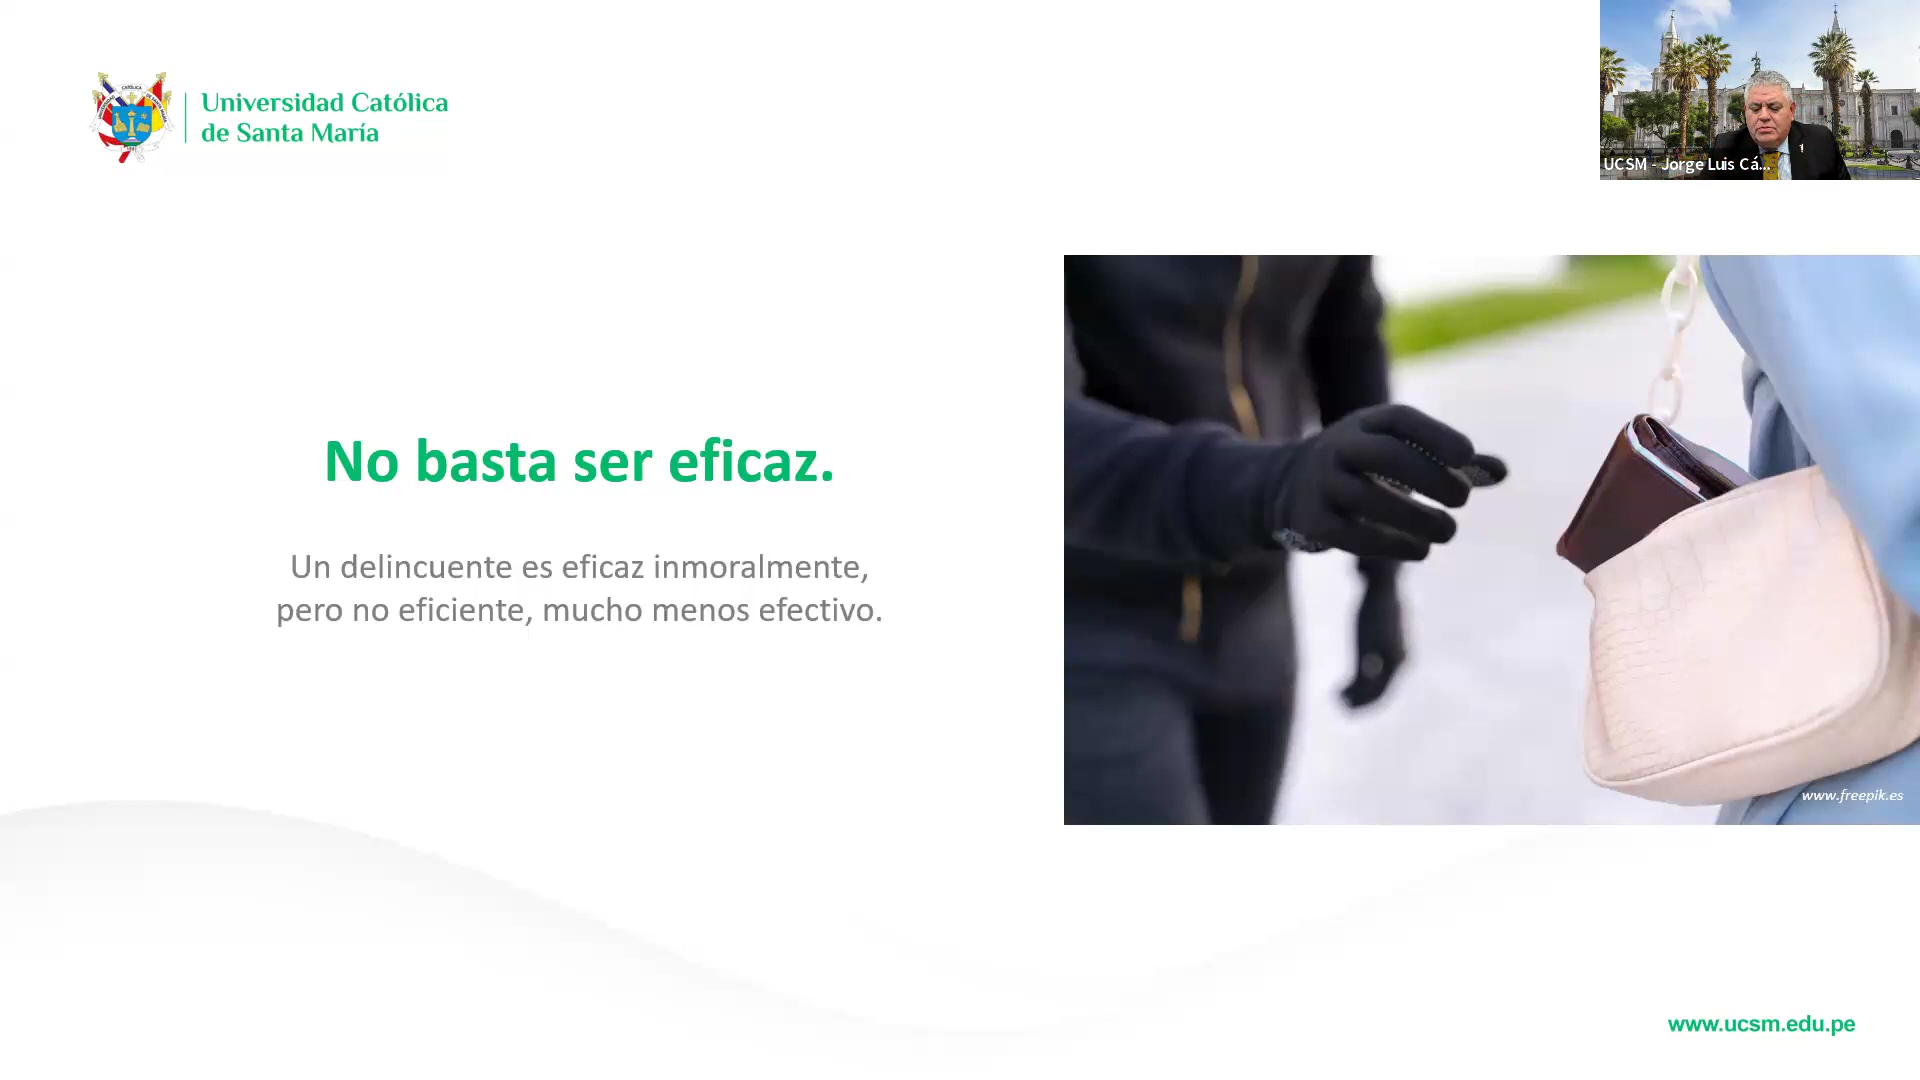 Universidad Católica
de Santa María
UCSM - Jorge Luis Cá...
No basta ser eficaz.
Un delincuente es eficaz inmoralmente,
pero no eficiente, mucho menos efectivo.
www.freepik.es
www.ucsm.edu.pe